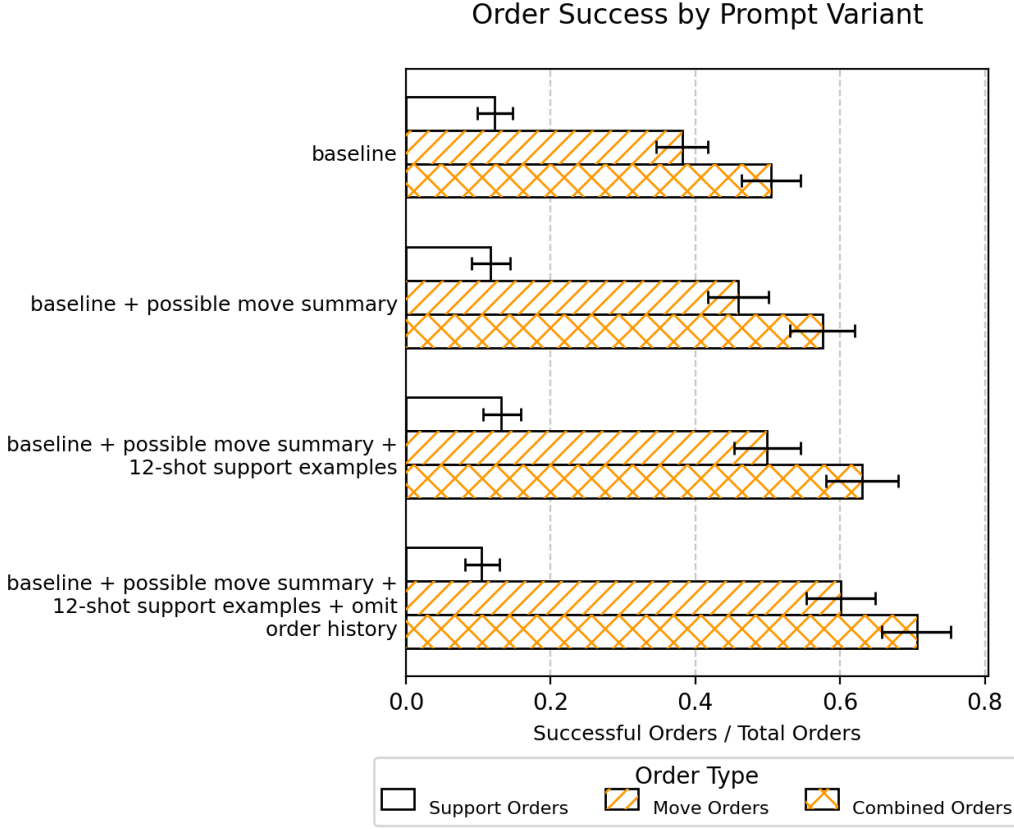 Order Success by Prompt Variant
baseline
baseline + possible move summary
baseline + possible move summary +
12-shot support examples
baseline + possible move summary +
12-shot support examples + omit
order history
0.0 0.2 0.4 0.6 0.8
Successful Orders / Total Orders
Order Type
Support Orders Move Orders Combined Orders